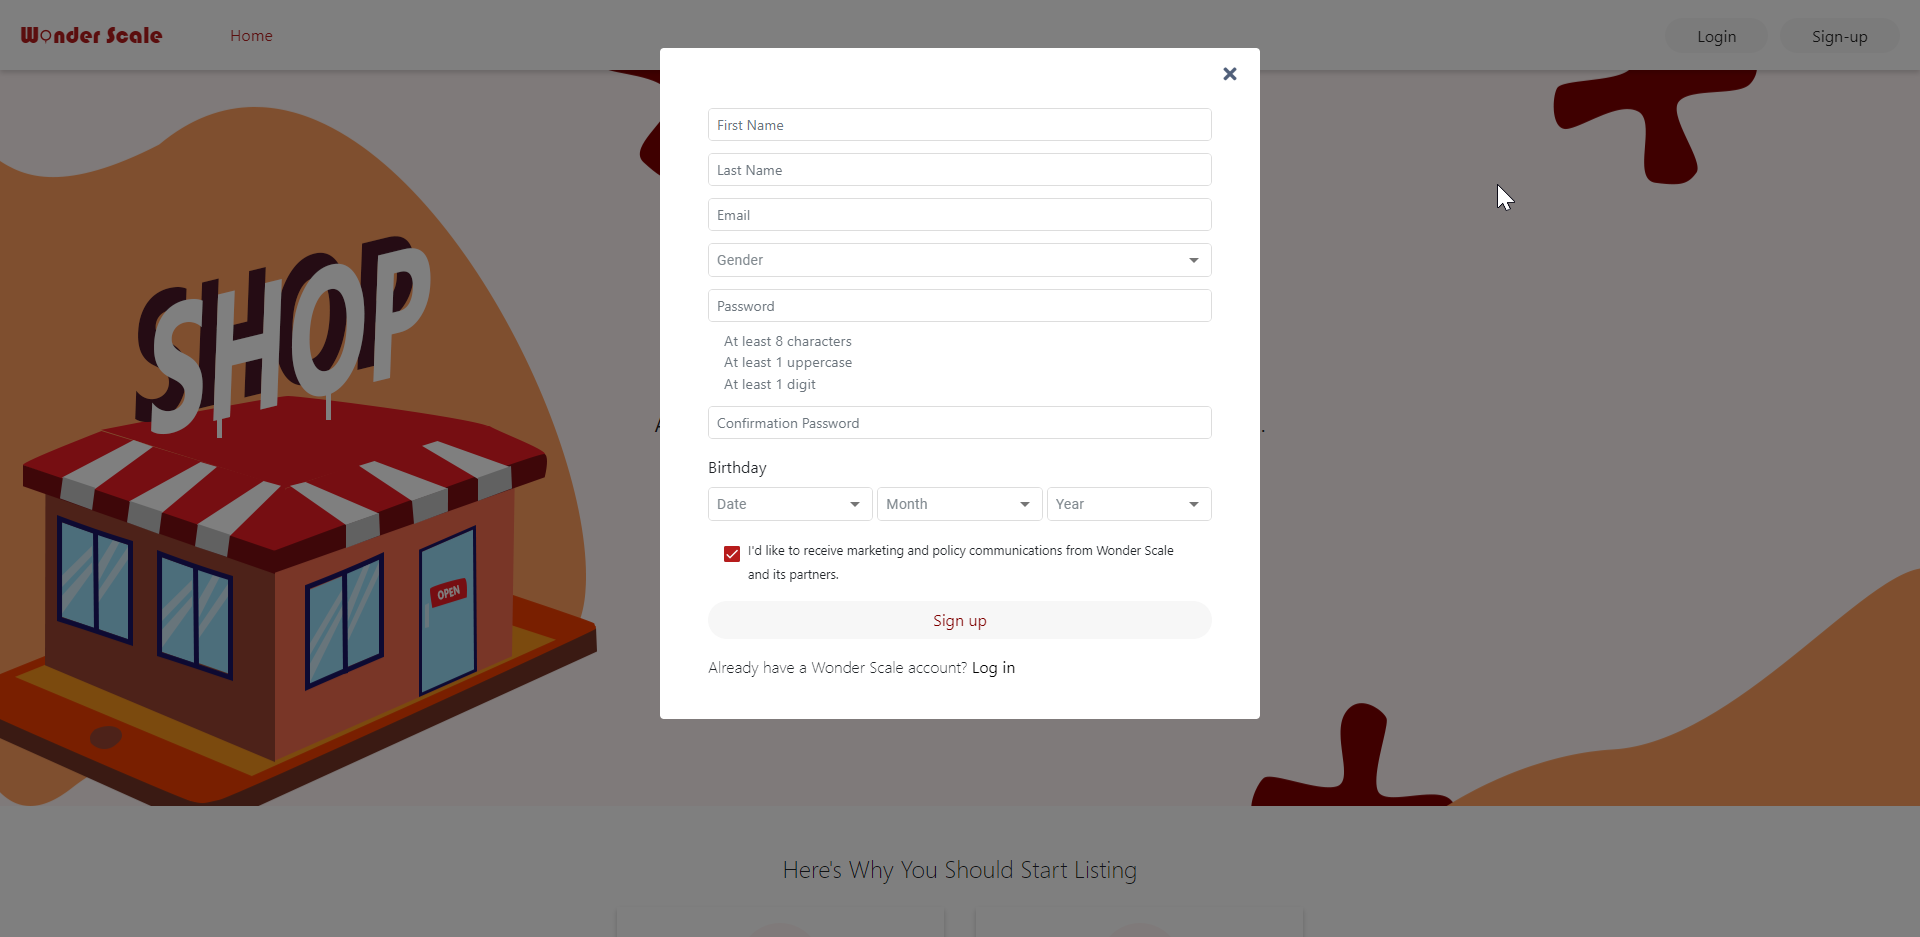 Wonder Scale
Home
Login
Sign-up
First Name
Last Name
Email
Gender
Password
At least 8 characters
At least 1 uppercase
At least 1 digit
Confirmation Password
Birthday
Date
Month
Year
I'd like to receive marketing and policy communications from Wonder Scale
and its partners.
Sign up
Already have a Wonder Scale account? Log in
SHOP
OPEN
Here's Why You Should Start Listing